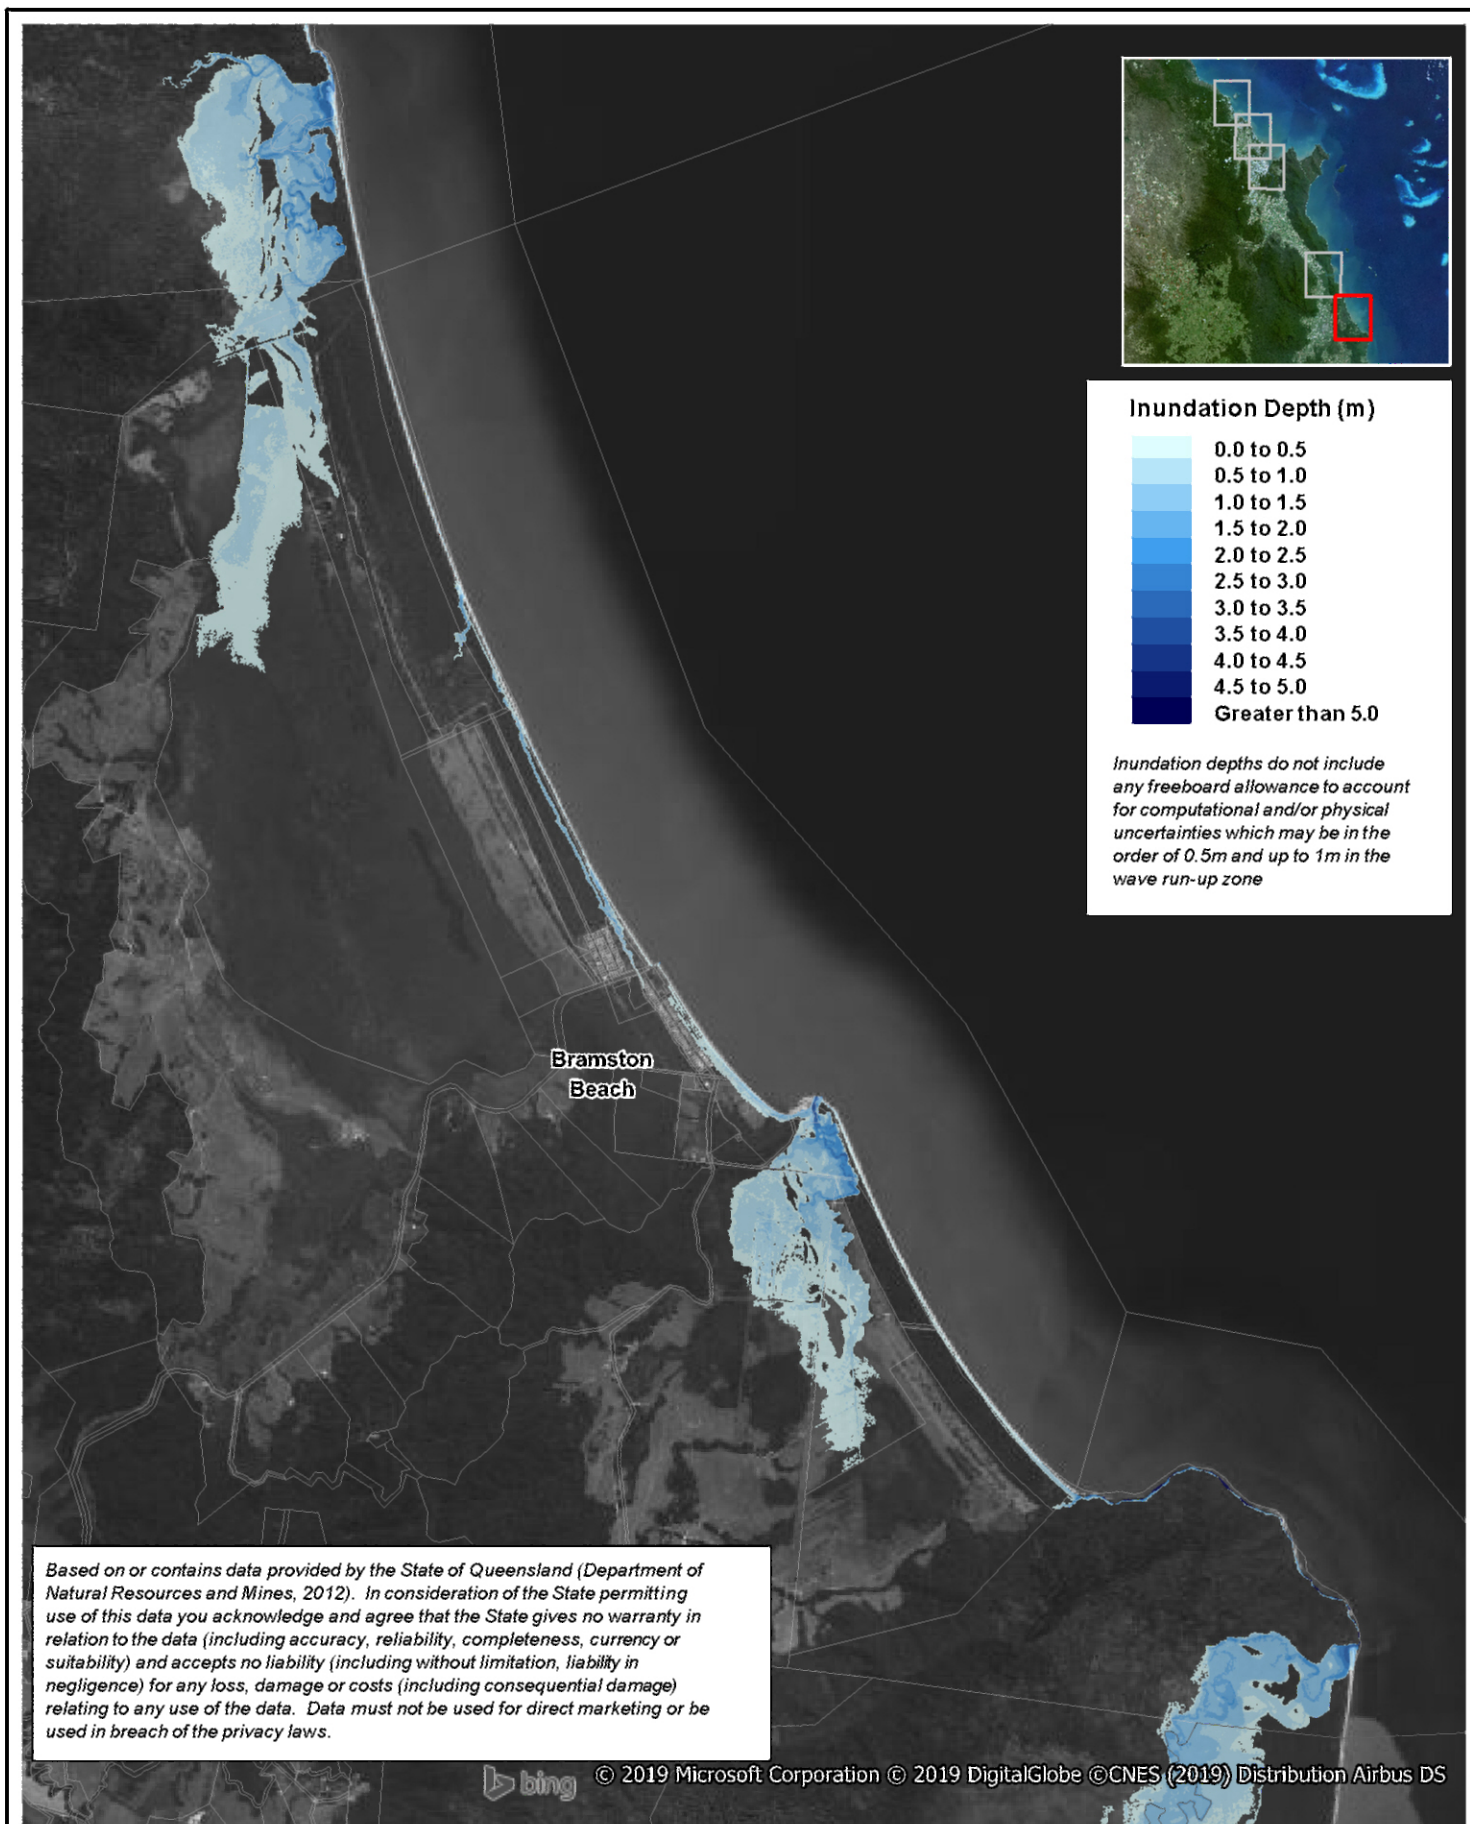 Inundation Depth (m)
0.0 to 0.5
0.5 to 1.0
1.0 to 1.5
1.5 to 2.0
2.0 to 2.5
2.5 to 3.0
3.0 to 3.5
3.5 to 4.0
4.0 to 4.5
4.5 to 5.0
Greater than 5.0
Inundation depths do not include
any freeboard allowance to account
for computational and/or physical
uncertainties which may be in the
order of 0.5m and up to 1m in the
wave run-up zone
Bramston
Beach
Based on or contains data provided by the State of Queensland (Department of
Natural Resources and Mines, 2012). In consideration of the State permitting
use of this data you acknowledge and agree that the State gives no warranty in
relation to the data (including accuracy, reliability, completeness, currency or
suitability) and accepts no liability (including without limitation, liability in
negligence) for any loss, damage or costs (including consequential damage)
relating to any use of the data. Data must not be used for direct marketing or be
used in breach of the privacy laws.
bing
© 2019 Microsoft Corporation © 2019 DigitalGlobe ©CNES (2019) Distribution Airbus DS